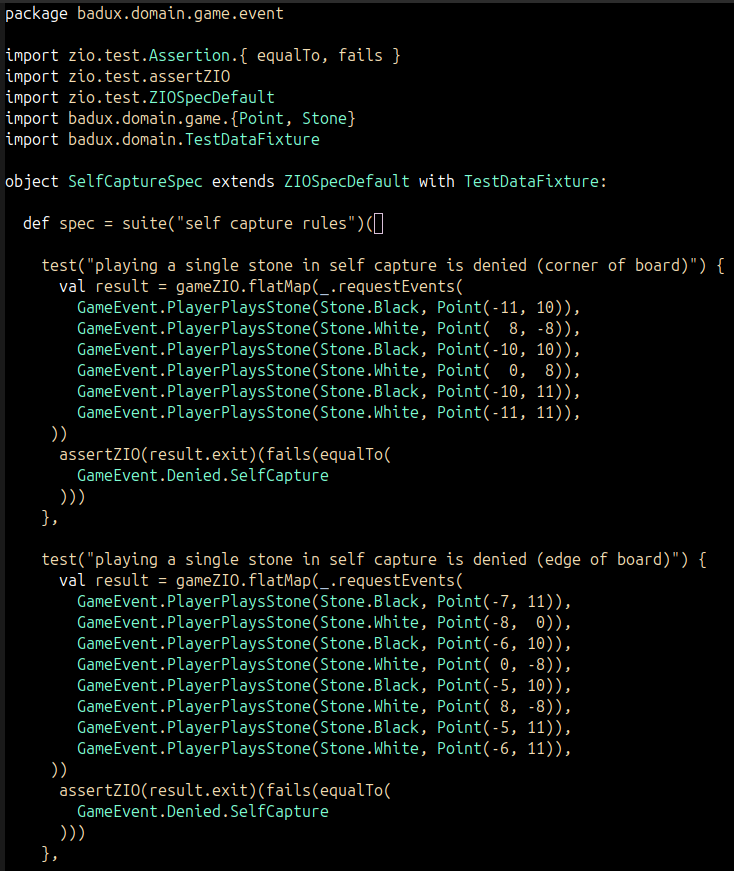 package badux.domain.game.event

import zio.test.Assertion.{ equalTo, fails }
import zio.test.assertZIO
import zio.test.ZIOSpecDefault
import badux.domain.game.{Point, Stone}
import badux.domain.TestDataFixture

object SelfCaptureSpec extends ZIOSpecDefault with TestDataFixture:

  def spec = suite("self capture rules")(

    test("playing a single stone in self capture is denied (corner of board)") {
      val result = gameZIO.flatMap(_.requestEvents(
        GameEvent.PlayerPlaysStone(Stone.Black, Point(-11, 10)),
        GameEvent.PlayerPlaysStone(Stone.White, Point(  8, -8)),
        GameEvent.PlayerPlaysStone(Stone.Black, Point(-10, 10)),
        GameEvent.PlayerPlaysStone(Stone.White, Point(  0,  8)),
        GameEvent.PlayerPlaysStone(Stone.Black, Point(-10, 11)),
        GameEvent.PlayerPlaysStone(Stone.White, Point(-11, 11)),
     ))
      assertZIO(result.exit)(fails(equalTo(
        GameEvent.Denied.SelfCapture
      )))
    },

    test("playing a single stone in self capture is denied (edge of board)") {
      val result = gameZIO.flatMap(_.requestEvents(
        GameEvent.PlayerPlaysStone(Stone.Black, Point(-7, 11)),
        GameEvent.PlayerPlaysStone(Stone.White, Point(-8,  0)),
        GameEvent.PlayerPlaysStone(Stone.Black, Point(-6, 10)),
        GameEvent.PlayerPlaysStone(Stone.White, Point( 0, -8)),
        GameEvent.PlayerPlaysStone(Stone.Black, Point(-5, 10)),
        GameEvent.PlayerPlaysStone(Stone.White, Point( 8, -8)),
        GameEvent.PlayerPlaysStone(Stone.Black, Point(-5, 11)),
        GameEvent.PlayerPlaysStone(Stone.White, Point(-6, 11)),
     ))
      assertZIO(result.exit)(fails(equalTo(
        GameEvent.Denied.SelfCapture
      )))
    },